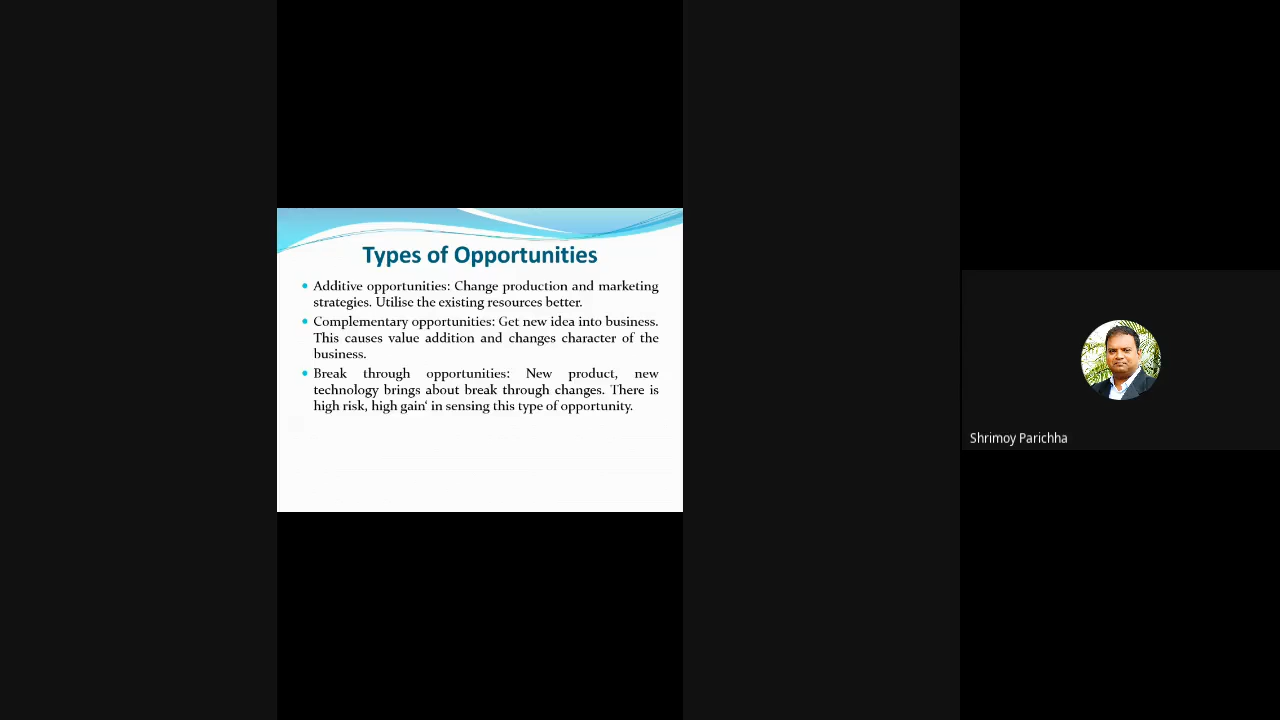 Types of Opportunities
Additive opportunities: Change production and marketing
strategies. Utilise the existing resources better.
Complementary opportunities: Get new idea into business.
This causes value addition and changes character of the
business.
Break through opportunities: New product, new
technology brings about break through changes. There is
high risk, high gain‘ in sensing this type of opportunity.
Shrimoy Parichha